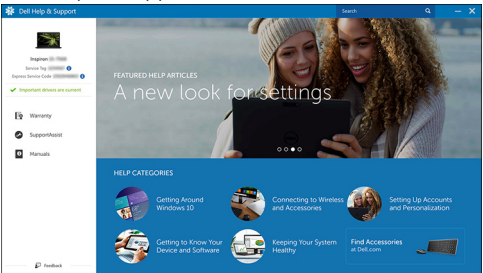 Dell Help & Support
Search
Inspiron
Service Tag
Express Service Code
Important drivers are current
Warranty
SupportAssist
Manuals
Feedback
FEATURED HELP ARTICLES
A new look for settings
HELP CATEGORIES
Getting Around
Windows 10
Connecting to Wireless
and Accessories
Setting Up Accounts
and Personalization
Getting to Know Your
Device and Software
Keeping Your System
Healthy
Find Accessories
at Dell.com